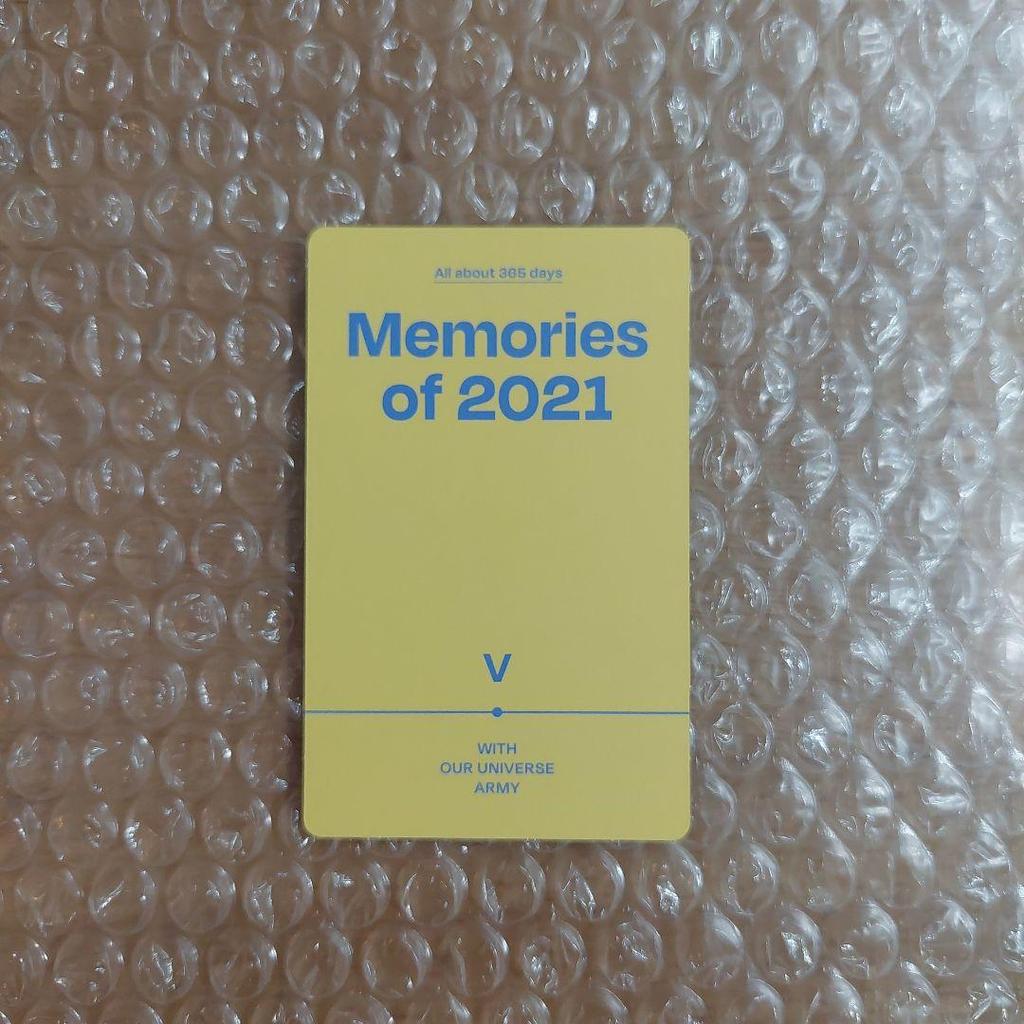 All about 365 days
Memories
of 2021
V
WITH
OUR UNIVERSE
ARMY